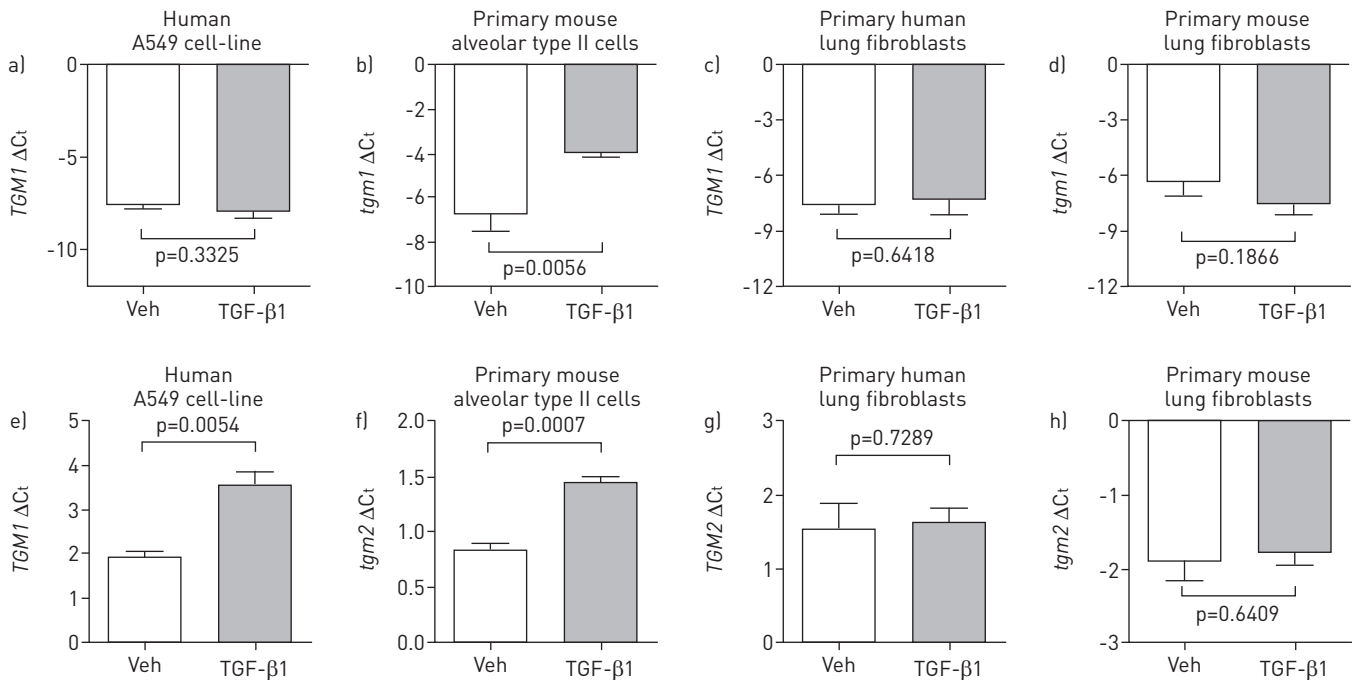 Human
A549 cell-line
Primary mouse
alveolar type II cells
Primary human
lung fibroblasts
Primary mouse
lung fibroblasts
a)
TGM1 ΔCt
0
-5
-10
p=0.3325
Veh
TGF-β1
b)
tgm1 ΔCt
0
-2
-4
-6
-8
-10
p=0.0056
Veh
TGF-β1
c)
TGM1 ΔCt
0
-3
-6
-9
-12
p=0.6418
Veh
TGF-β1
d)
tgm1 ΔCt
0
-3
-6
-9
-12
p=0.1866
Veh
TGF-β1
Human
A549 cell-line
Primary mouse
alveolar type II cells
Primary human
lung fibroblasts
Primary mouse
lung fibroblasts
e)
TGM1 ΔCt
5
4
3
2
1
0
p=0.0054
Veh
TGF-β1
f)
tgm2 ΔCt
2.0
1.5
1.0
0.5
0.0
p=0.0007
Veh
TGF-β1
g)
TGM2 ΔCt
3
2
1
0
p=0.7289
Veh
TGF-β1
h)
tgm2 ΔCt
0
-1
-2
-3
p=0.6409
Veh
TGF-β1